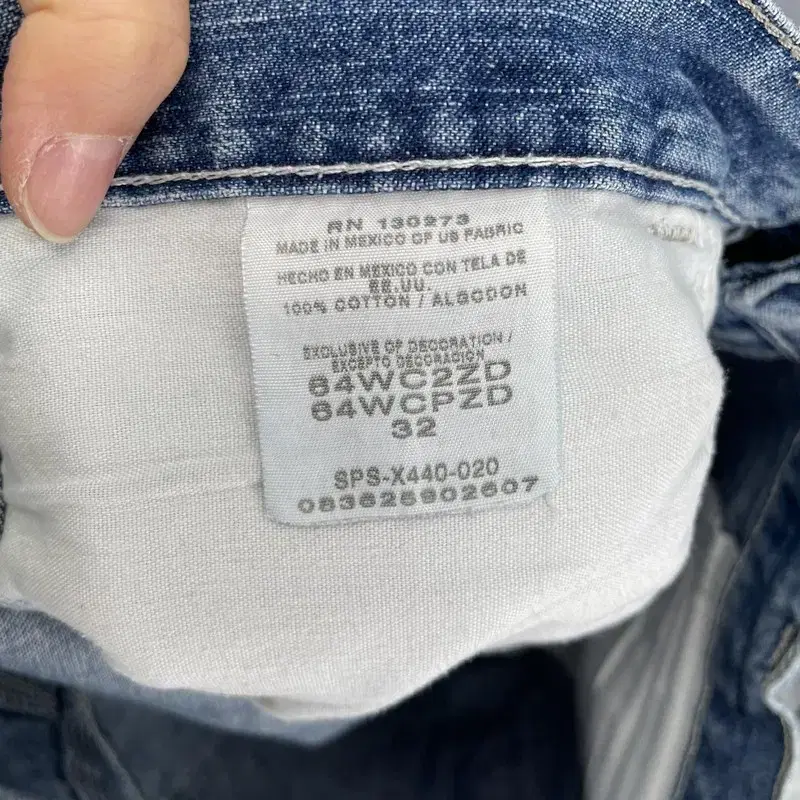 RN 130273
MADE IN MEXICO OF US FABRIC
HECHO EN MEXICO CON TELA DE
EE.UU.
100% COTTON / ALGODON
EXCLUSIVE OF DECORATION /
EXCEPTO DECORACION
64WC2ZD
64WCPZD
32
SPS-X440-020
083625902607